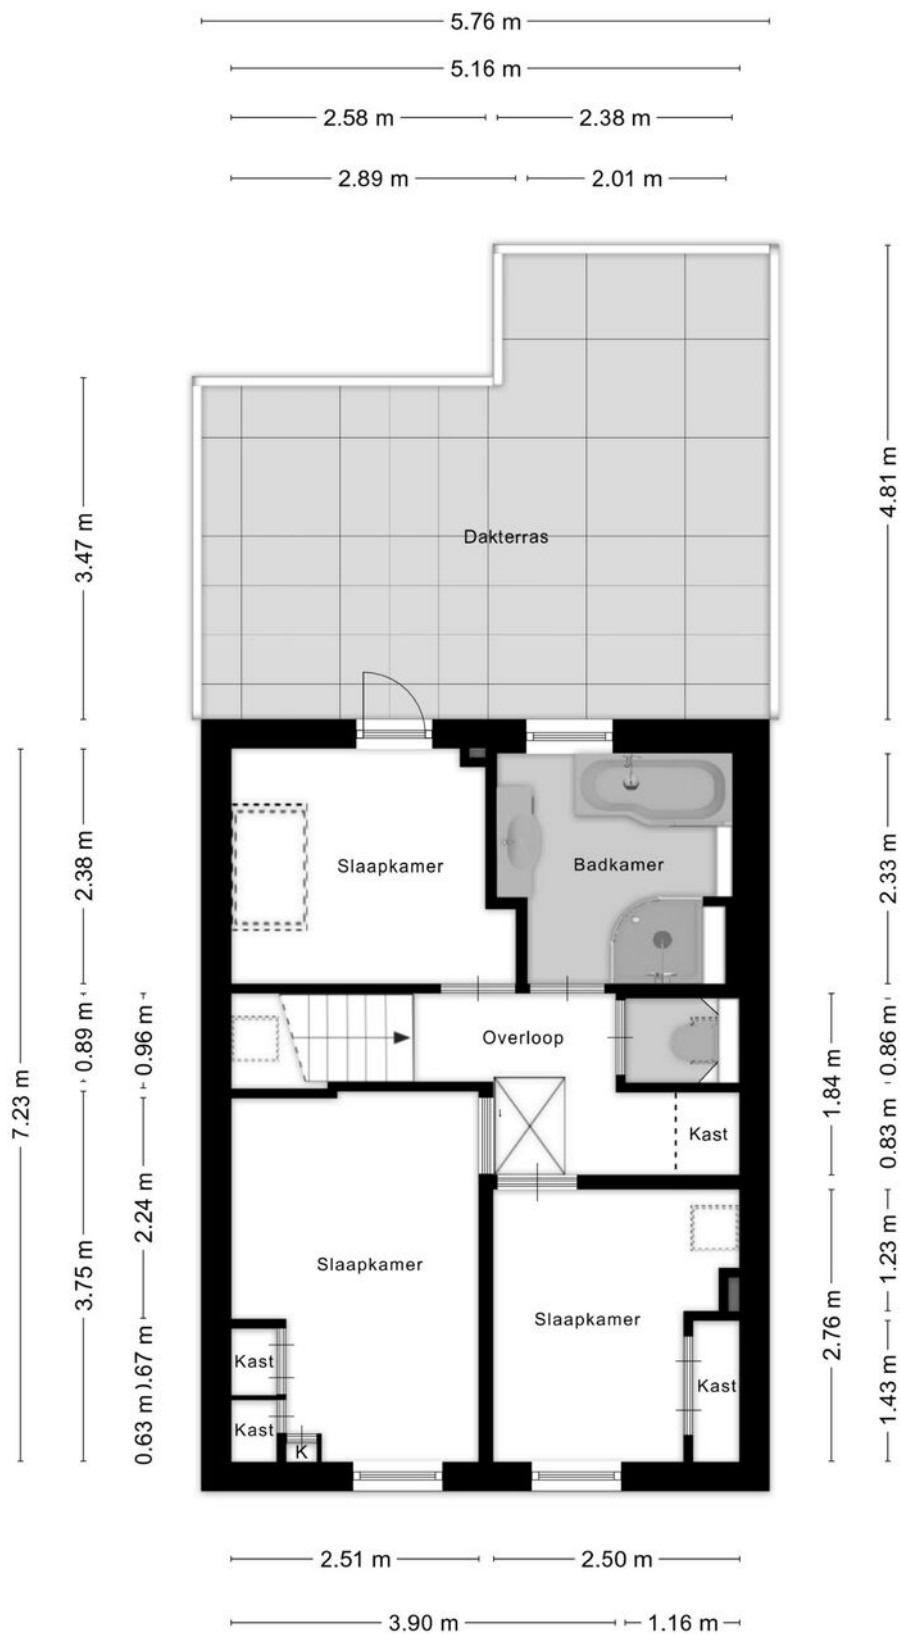 5.76 m
5.16 m
2.58 m 2.38 m
2.89 m 2.01 m
4.81 m
3.47 m
Dakterras
2.38 m
Slaapkamer
Badkamer
2.33 m
7.23 m
0.89 m
0.96 m
Overloop
1.84 m
0.86 m
0.83 m
Kast
2.24 m
3.75 m
Slaapkamer
Slaapkamer
1.23 m
2.76 m
Kast
.67 m
Kast
1.43 m
Kast
0.63 m
K
2.51 m 2.50 m
3.90 m 1.16 m